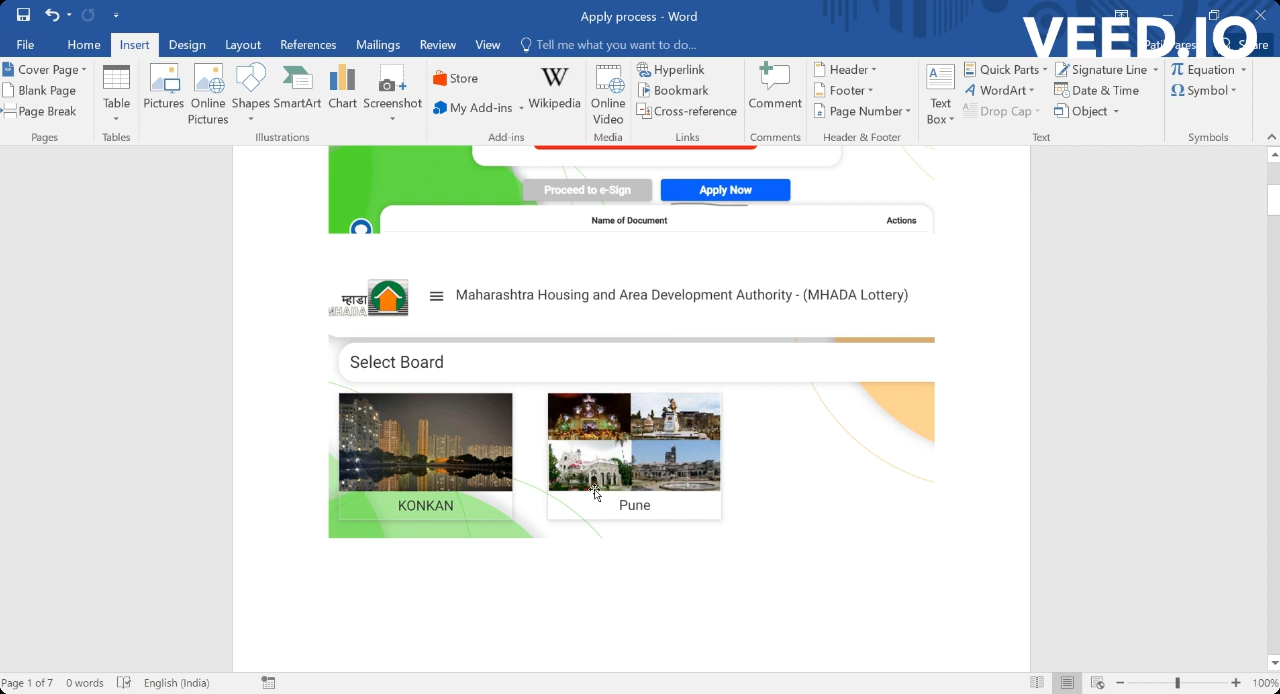 Apply process - Word
VEED.IO
File Home Insert Design Layout References Mailings Review View Tell me what you want to do... Share
Cover Page
Blank Page
Page Break
Pages
Table
Tables
Pictures
Online Pictures
Shapes
SmartArt
Chart
Screenshot
Illustrations
Store
My Add-ins
Wikipedia
Add-ins
Online Video
Media
Hyperlink
Bookmark
Cross-reference
Links
Comment
Comments
Header
Footer
Page Number
Header & Footer
Text Box
Quick Parts
WordArt
Drop Cap
Signature Line
Date & Time
Object
Text
Equation
Symbol
Symbols
Proceed to e-Sign Apply Now
Name of Document Actions
म्हाडा
MHADA
Maharashtra Housing and Area Development Authority - (MHADA Lottery)
Select Board
KONKAN Pune
Page 1 of 7 0 words English (India) 100%